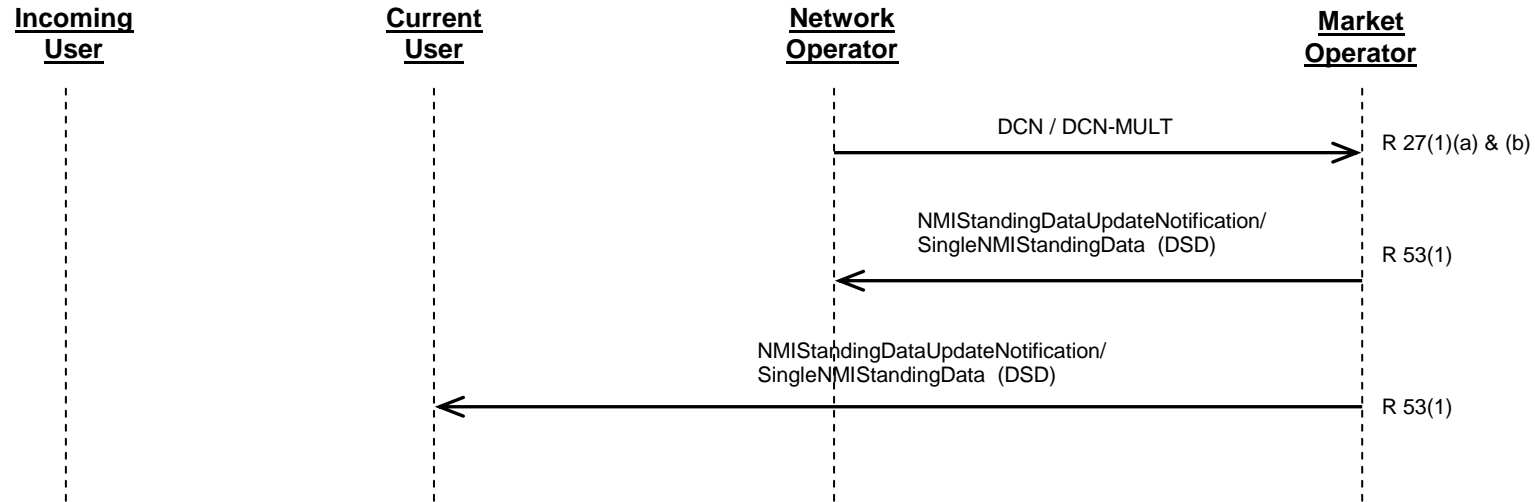 Incoming
User
Current
User
Network
Operator
Market
Operator
DCN / DCN-MULT
R 27(1)(a) & (b)
NMIStandingDataUpdateNotification/
SingleNMIStandingData (DSD)
R 53(1)
NMIStandingDataUpdateNotification/
SingleNMIStandingData (DSD)
R 53(1)